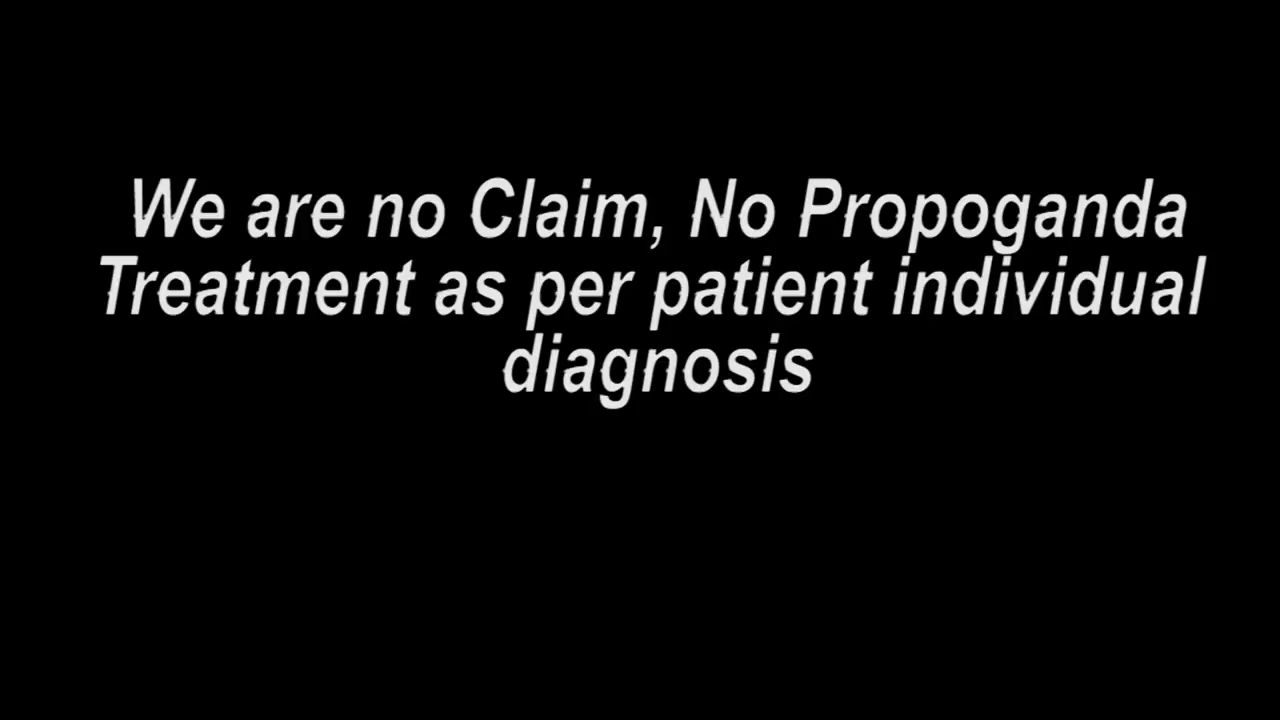 We are no Claim, No Propoganda
Treatment as per patient individual
diagnosis